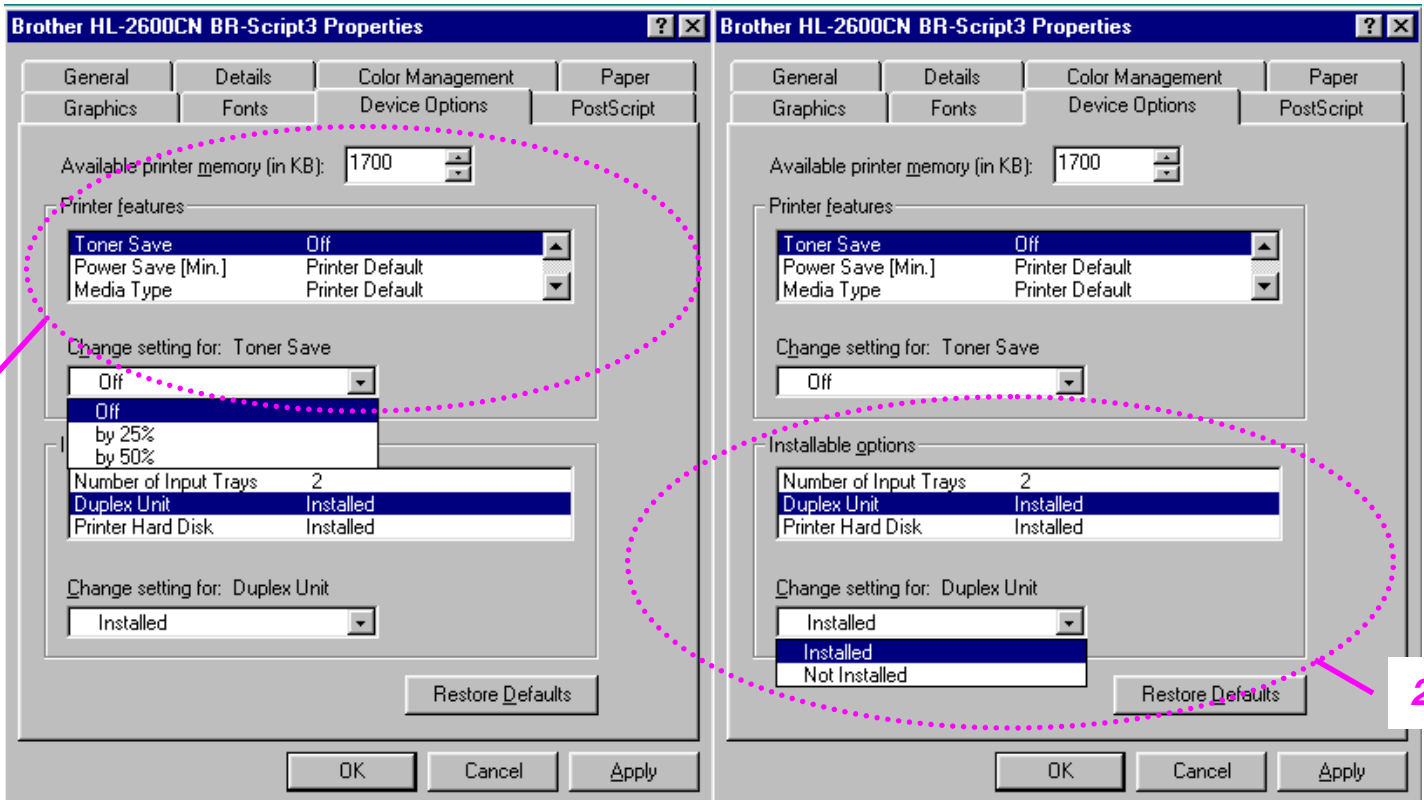 Brother HL-2600CN BR-Script3 Properties
General Details Color Management Paper
Graphics Fonts Device Options PostScript
Available printer memory (in KB): 1700
Printer features
Toner Save Off
Power Save [Min.] Printer Default
Media Type Printer Default
Change setting for: Toner Save
Off
Off
by 25%
by 50%
Number of Input Trays 2
Duplex Unit Installed
Printer Hard Disk Installed
Change setting for: Duplex Unit
Installed
Restore Defaults
OK Cancel Apply
Brother HL-2600CN BR-Script3 Properties
General Details Color Management Paper
Graphics Fonts Device Options PostScript
Available printer memory (in KB): 1700
Printer features
Toner Save Off
Power Save [Min.] Printer Default
Media Type Printer Default
Change setting for: Toner Save
Off
Installable options
Number of Input Trays 2
Duplex Unit Installed
Printer Hard Disk Installed
Change setting for: Duplex Unit
Installed
Installed
Not Installed
Restore Defaults
2
OK Cancel Apply